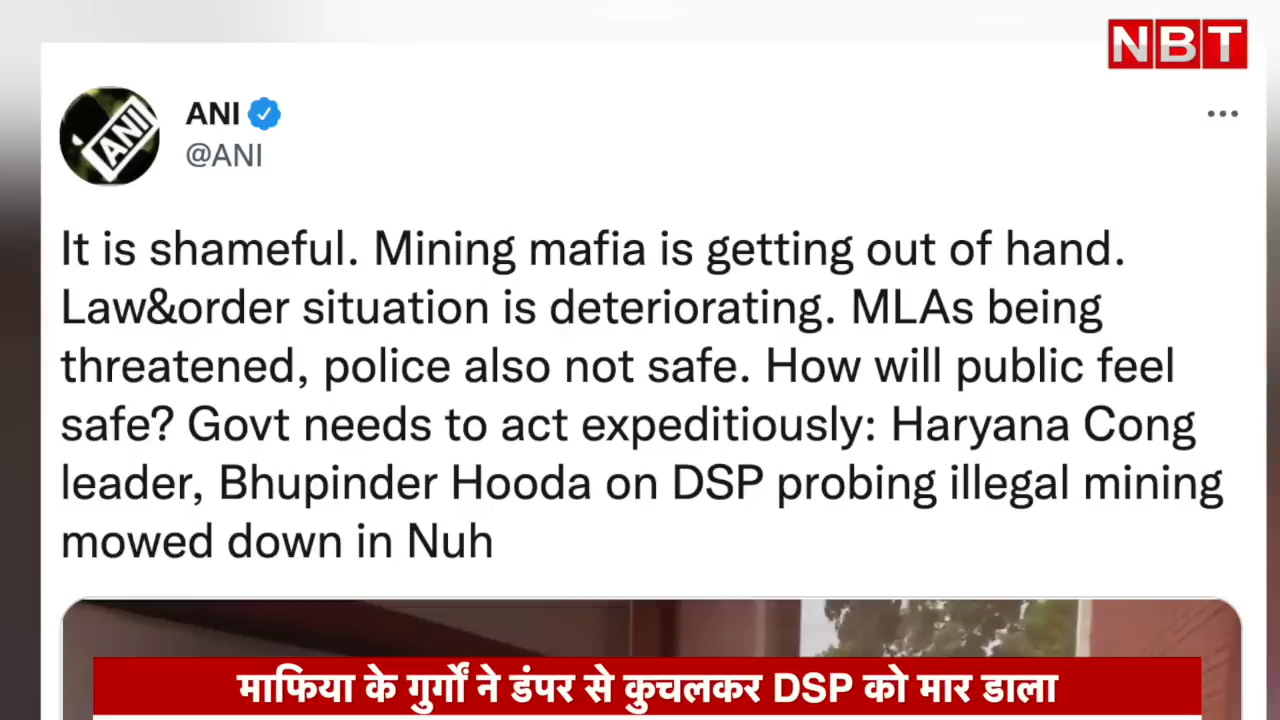 NBT
ANI
ANI
@ANI
It is shameful. Mining mafia is getting out of hand.
Law&order situation is deteriorating. MLAs being
threatened, police also not safe. How will public feel
safe? Govt needs to act expeditiously: Haryana Cong
leader, Bhupinder Hooda on DSP probing illegal mining
mowed down in Nuh
माफिया के गुर्गों ने डंपर से कुचलकर DSP को मार डाला